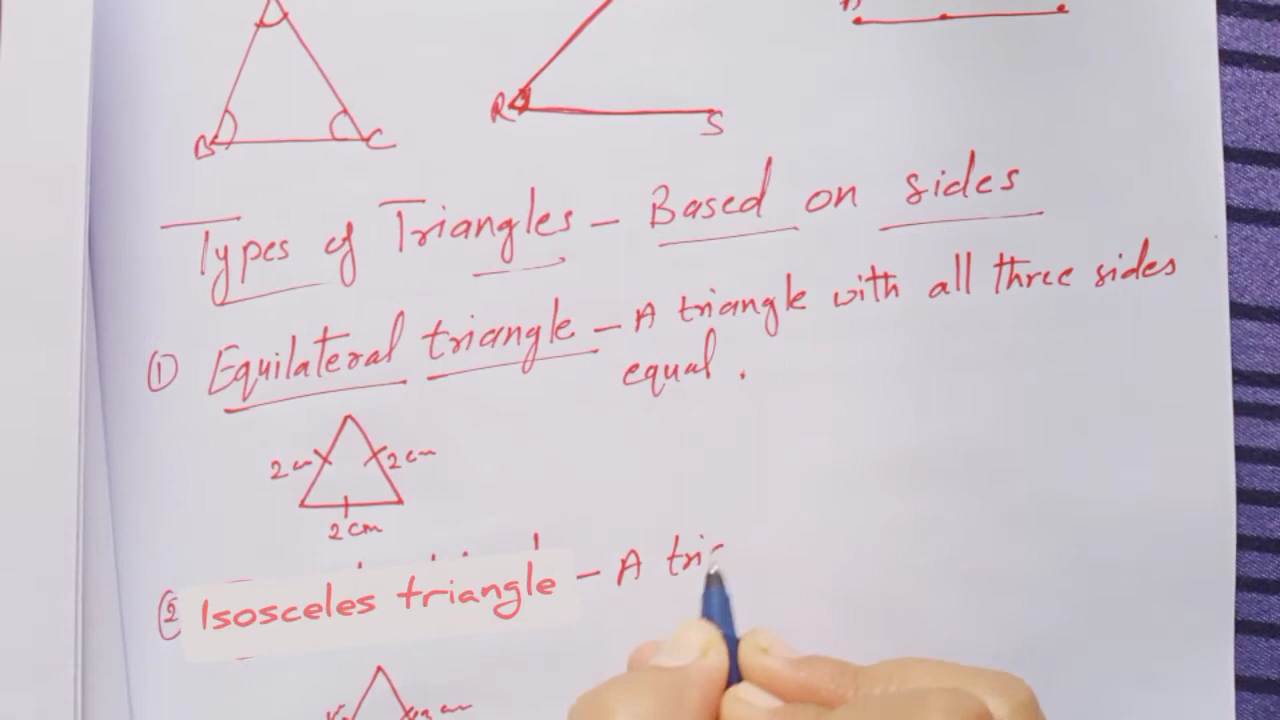 B C
R S
Types of Triangles - Based on sides
① Equilateral triangle - A triangle with all three sides
equal.
2cm 2cm
2cm
② Isosceles triangle - A tri